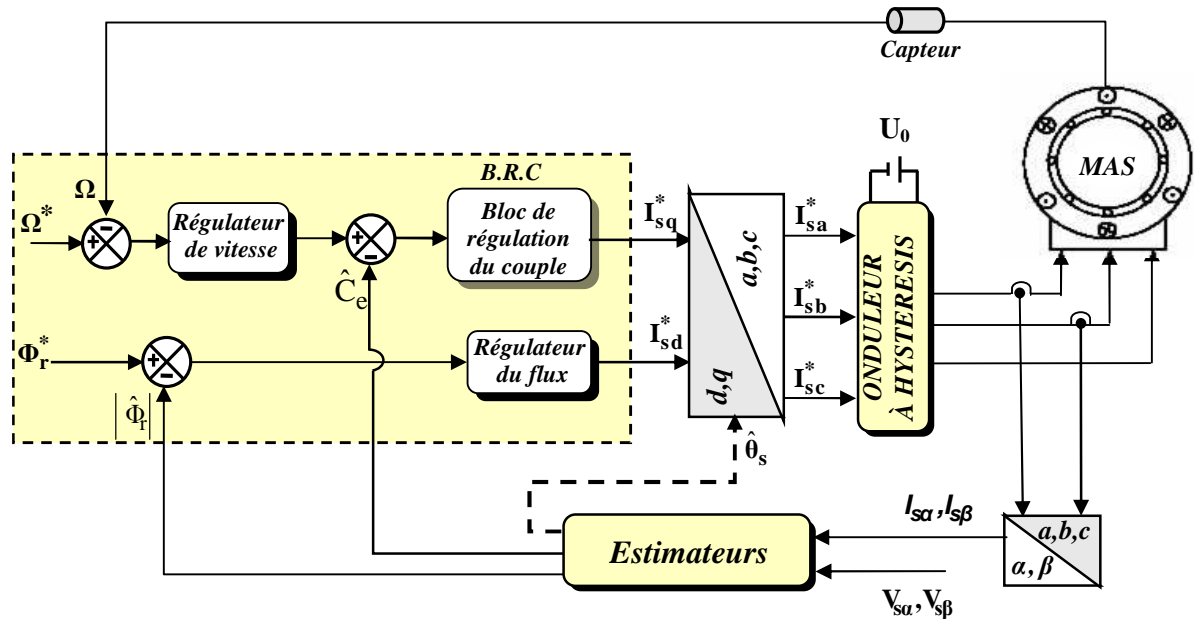 Capteur
U₀
MAS
B.R.C
Ω
Ω*
+
-
Régulateur
de vitesse
+
-
Bloc de
régulation
du couple
Ĉₑ
I*sq
a,b,c
d,q
I*sa
I*sb
I*sc
ONDULEUR
À HYSTERESIS
Φ*r
+
-
Régulateur
du flux
I*sd
|Φ̂r|
θ̂s
Estimateurs
Isα,Isβ
a,b,c
α,β
Vsα,Vsβ